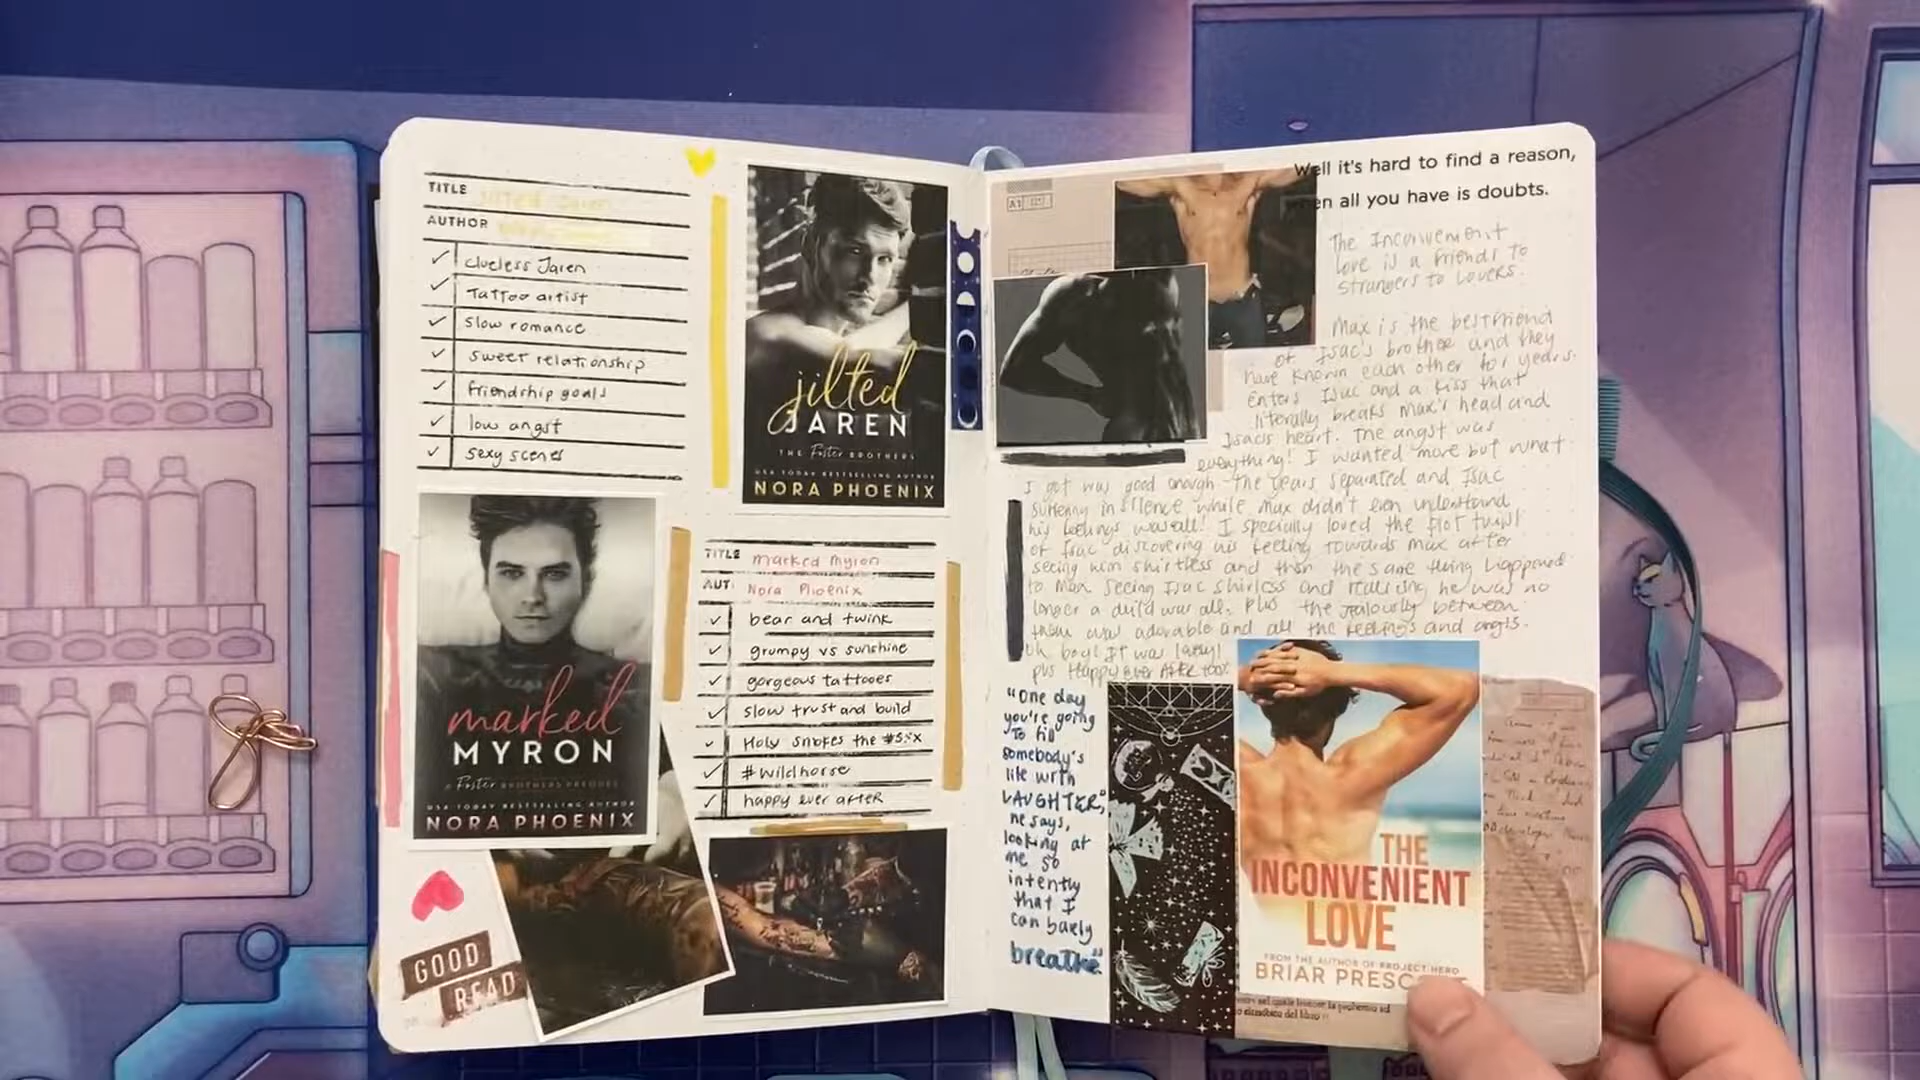 TITLE Jilted Jaren
AUTHOR
✓ clueless Jaren
✓ Tattoo artist
✓ slow romance
✓ sweet relationship
✓ friendship goals
✓ low angst
✓ sexy scenes
jilted
JAREN
THE Foster BROTHERS
USA TODAY BESTSELLING AUTHOR
NORA PHOENIX
marked
MYRON
A Foster BROTHERS PREQUEL
USA TODAY BESTSELLING AUTHOR
NORA PHOENIX
TITLE marked Myron
AUT Nora Phoenix
✓ bear and twink
✓ grumpy vs sunshine
✓ gorgeous tattooes
✓ slow trust and build
✓ Holy snokes the #S:X
✓ #wildhorse
✓ happy ever after
GOOD
READ
Well it's hard to find a reason,
en all you have is doubts.
The Inconvenient
love is a friends to
strangers to lovers.
Max is the bestfriend
of Isac's brother and they
have known each other for years.
Enters Isac and a kiss that
literally breaks Max's head and
Isac's heart. The angst was
everything! I wanted more but what
I got was good enough - the years separated and Isac
suffering in silence while Max didn't even understand
his feelings was all! I specially loved the plot twist
of Isac discovering his feeling towards Max after
seeing him shirtless and then the same thing happened
to Max seeing Isac shirless and realising he was no
longer a child was all. Plus the jealously between
them was adorable and all the feelings and angts.
Oh boy! It was
plus Happy Ever After too!
"One day
you're going
to fill
somebody's
life with
LAUGHTER,"
he says,
looking at
me so
intently
that I
can barely
breathe."
THE
INCONVENIENT
LOVE
FROM THE AUTHOR OF PROJECT HERO
BRIAR PRESC